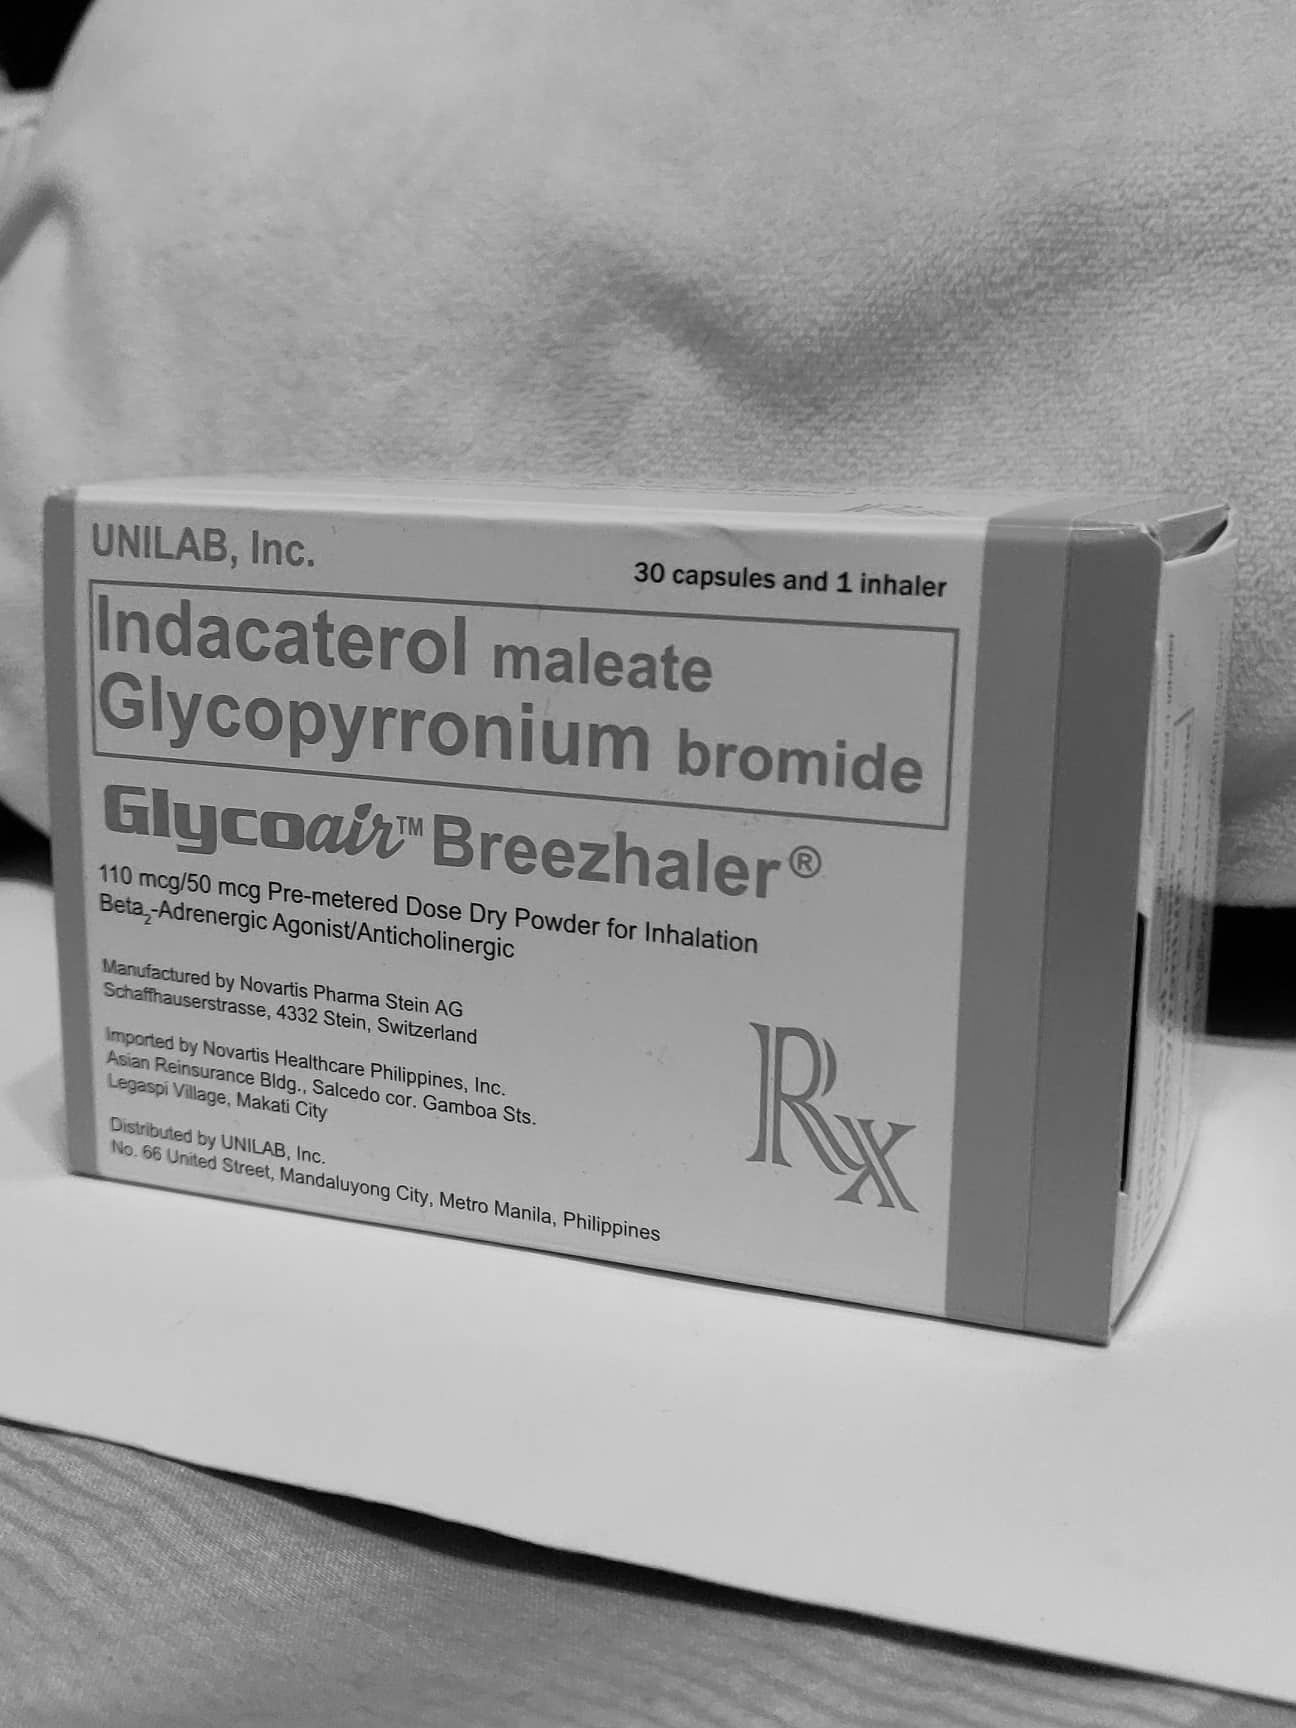 UNILAB, Inc.
30 capsules and 1 inhaler
Indacaterol maleate
Glycopyrronium bromide
Glycoair™ Breezhaler®
110 mcg/50 mcg Pre-metered Dose Dry Powder for Inhalation
Beta₂-Adrenergic Agonist/Anticholinergic
Manufactured by Novartis Pharma Stein AG
Schaffhauserstrasse, 4332 Stein, Switzerland
Imported by Novartis Healthcare Philippines, Inc.
Asian Reinsurance Bldg., Salcedo cor. Gamboa Sts.
Legaspi Village, Makati City
Distributed by UNILAB, Inc.
No. 66 United Street, Mandaluyong City, Metro Manila, Philippines
Rx